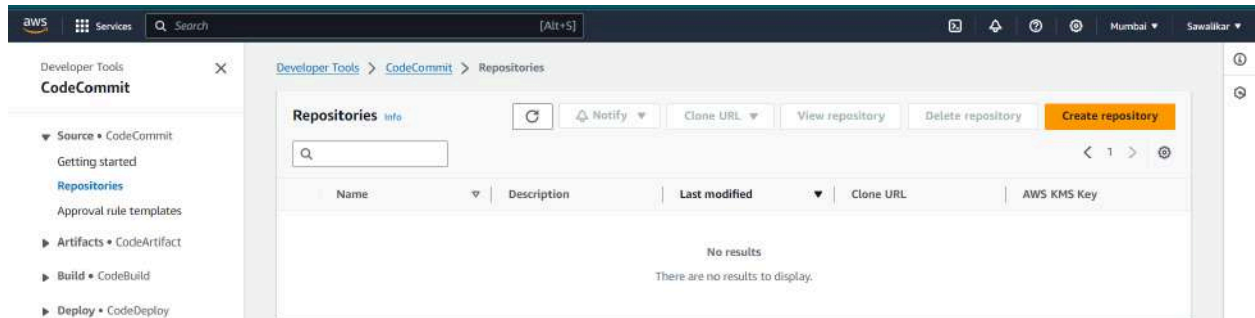 aws Services Search [Alt+S] Mumbai Sawalikar
Developer Tools
CodeCommit
Source • CodeCommit
Getting started
Repositories
Approval rule templates
Artifacts • CodeArtifact
Build • CodeBuild
Deploy • CodeDeploy
Developer Tools > CodeCommit > Repositories
Repositories Info Notify Clone URL View repository Delete repository Create repository
< 1 >
Name Description Last modified Clone URL AWS KMS Key
No results
There are no results to display.